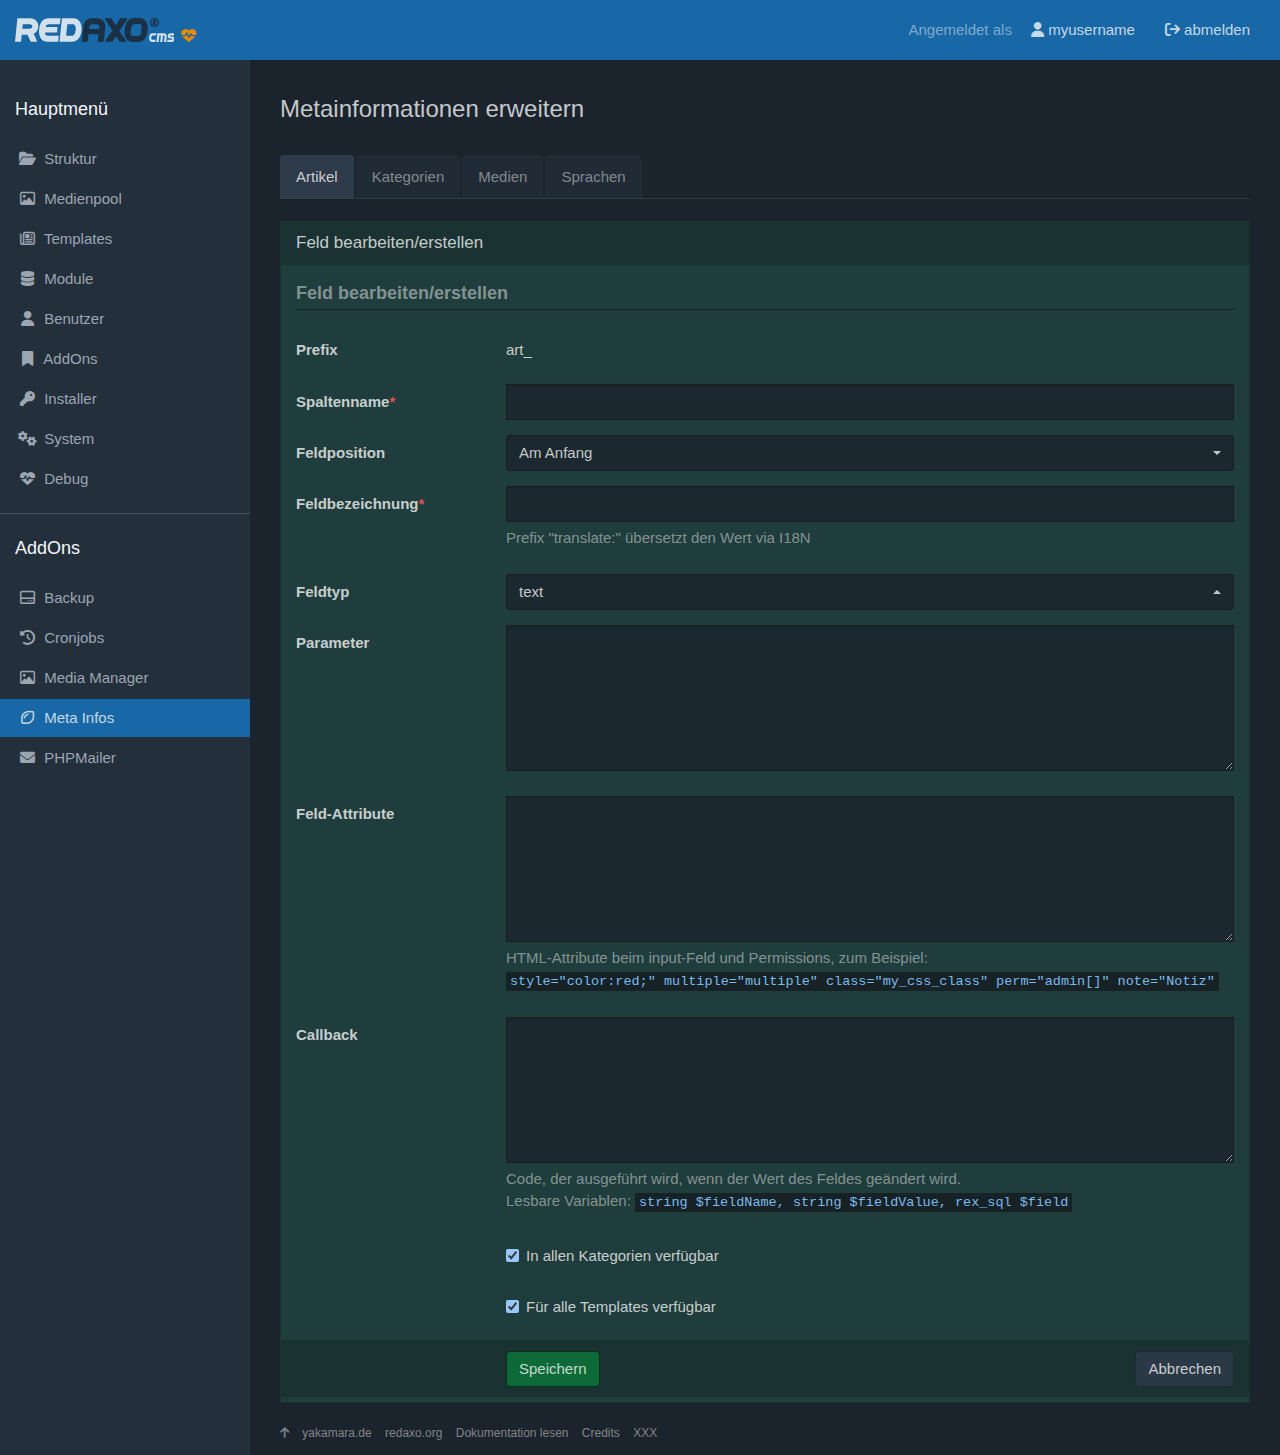 REDAXO® cms
Angemeldet als myusername abmelden
Hauptmenü
Struktur
Medienpool
Templates
Module
Benutzer
AddOns
Installer
System
Debug
AddOns
Backup
Cronjobs
Media Manager
Meta Infos
PHPMailer
Metainformationen erweitern
Artikel Kategorien Medien Sprachen
Feld bearbeiten/erstellen
Feld bearbeiten/erstellen
Prefix art_
Spaltenname*
Feldposition Am Anfang
Feldbezeichnung*
Prefix "translate:" übersetzt den Wert via I18N
Feldtyp text
Parameter
Feld-Attribute
HTML-Attribute beim input-Feld und Permissions, zum Beispiel:
style="color:red;" multiple="multiple" class="my_css_class" perm="admin[]" note="Notiz"
Callback
Code, der ausgeführt wird, wenn der Wert des Feldes geändert wird.
Lesbare Variablen: string $fieldName, string $fieldValue, rex_sql $field
In allen Kategorien verfügbar
Für alle Templates verfügbar
Speichern Abbrechen
yakamara.de redaxo.org Dokumentation lesen Credits XXX